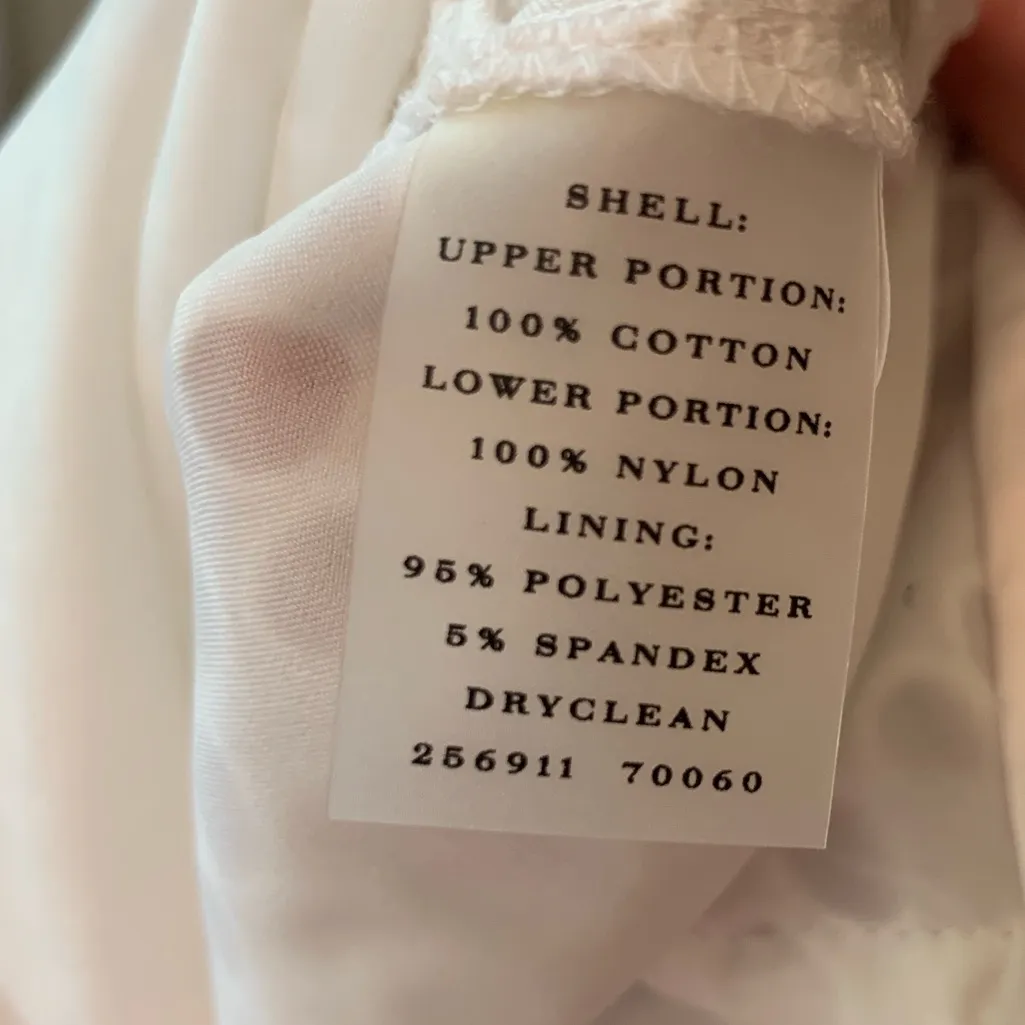 SHELL:
UPPER PORTION:
100% COTTON
LOWER PORTION:
100% NYLON
LINING:
95% POLYESTER
5% SPANDEX
DRYCLEAN
256911 70060